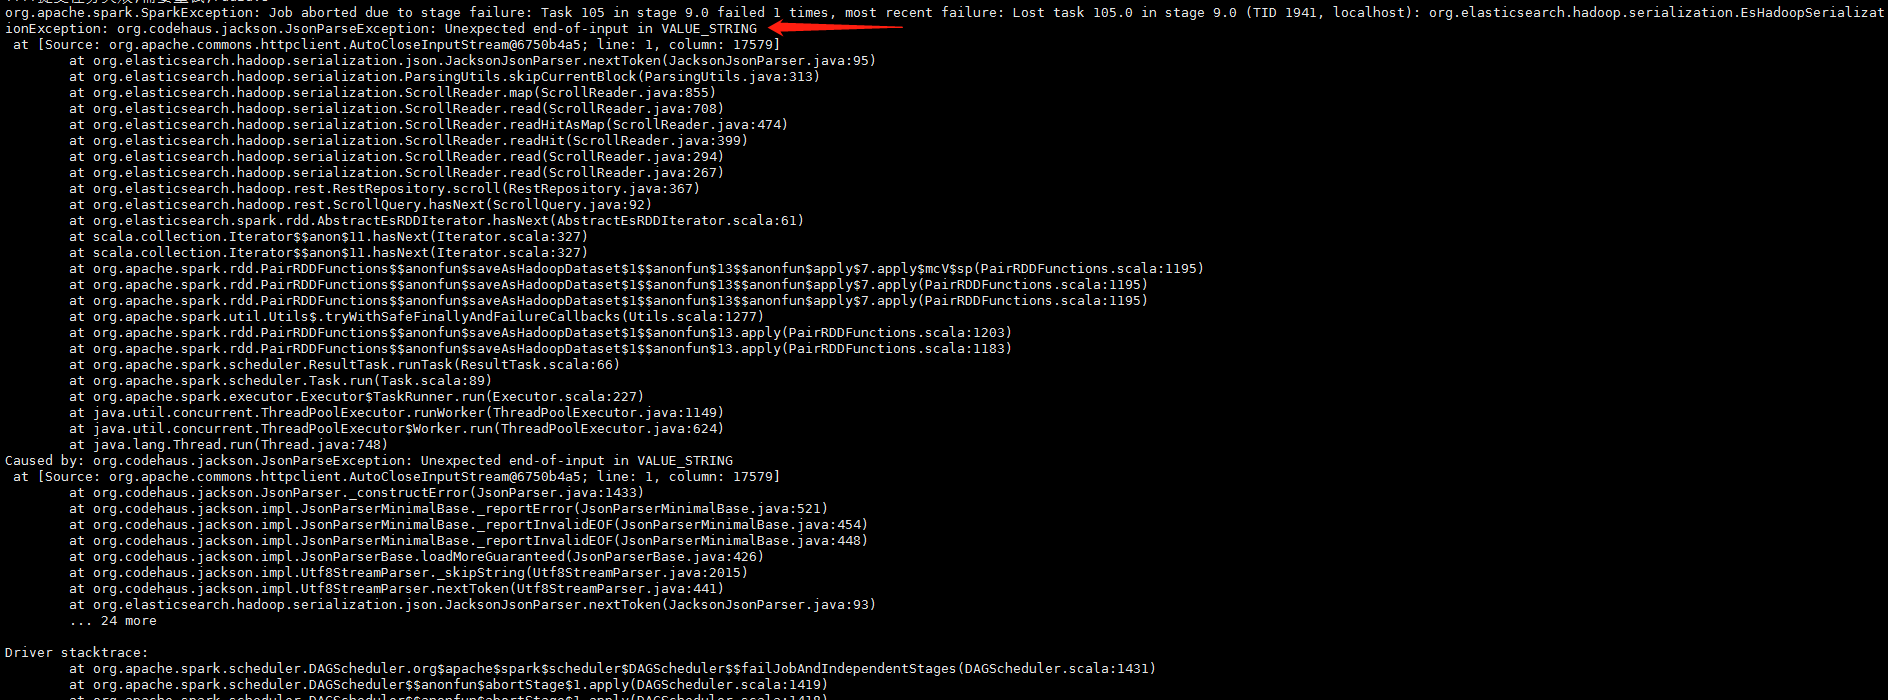 org.apache.spark.SparkException: Job aborted due to stage failure: Task 105 in stage 9.0 failed 1 times, most recent failure: Lost task 105.0 in stage 9.0 (TID 1941, localhost): org.elasticsearch.hadoop.serialization.EsHadoopSerializat
ionException: org.codehaus.jackson.JsonParseException: Unexpected end-of-input in VALUE_STRING
at [Source: org.apache.commons.httpclient.AutoCloseInputStream@6750b4a5; line: 1, column: 17579]
at org.elasticsearch.hadoop.serialization.json.JacksonJsonParser.nextToken(JacksonJsonParser.java:95)
at org.elasticsearch.hadoop.serialization.ParsingUtils.skipCurrentBlock(ParsingUtils.java:313)
at org.elasticsearch.hadoop.serialization.ScrollReader.map(ScrollReader.java:855)
at org.elasticsearch.hadoop.serialization.ScrollReader.read(ScrollReader.java:708)
at org.elasticsearch.hadoop.serialization.ScrollReader.readHitAsMap(ScrollReader.java:474)
at org.elasticsearch.hadoop.serialization.ScrollReader.readHit(ScrollReader.java:399)
at org.elasticsearch.hadoop.serialization.ScrollReader.read(ScrollReader.java:294)
at org.elasticsearch.hadoop.serialization.ScrollReader.read(ScrollReader.java:267)
at org.elasticsearch.hadoop.rest.RestRepository.scroll(RestRepository.java:367)
at org.elasticsearch.hadoop.rest.ScrollQuery.hasNext(ScrollQuery.java:92)
at org.elasticsearch.spark.rdd.AbstractEsRDDIterator.hasNext(AbstractEsRDDIterator.scala:61)
at scala.collection.Iterator$$anon$11.hasNext(Iterator.scala:327)
at scala.collection.Iterator$$anon$11.hasNext(Iterator.scala:327)
at org.apache.spark.rdd.PairRDDFunctions$$anonfun$saveAsHadoopDataset$1$$anonfun$13$$anonfun$apply$7.apply$mcV$sp(PairRDDFunctions.scala:1195)
at org.apache.spark.rdd.PairRDDFunctions$$anonfun$saveAsHadoopDataset$1$$anonfun$13$$anonfun$apply$7.apply(PairRDDFunctions.scala:1195)
at org.apache.spark.rdd.PairRDDFunctions$$anonfun$saveAsHadoopDataset$1$$anonfun$13$$anonfun$apply$7.apply(PairRDDFunctions.scala:1195)
at org.apache.spark.util.Utils$.tryWithSafeFinallyAndFailureCallbacks(Utils.scala:1277)
at org.apache.spark.rdd.PairRDDFunctions$$anonfun$saveAsHadoopDataset$1$$anonfun$13.apply(PairRDDFunctions.scala:1203)
at org.apache.spark.rdd.PairRDDFunctions$$anonfun$saveAsHadoopDataset$1$$anonfun$13.apply(PairRDDFunctions.scala:1183)
at org.apache.spark.scheduler.ResultTask.runTask(ResultTask.scala:66)
at org.apache.spark.scheduler.Task.run(Task.scala:89)
at org.apache.spark.executor.Executor$TaskRunner.run(Executor.scala:227)
at java.util.concurrent.ThreadPoolExecutor.runWorker(ThreadPoolExecutor.java:1149)
at java.util.concurrent.ThreadPoolExecutor$Worker.run(ThreadPoolExecutor.java:624)
at java.lang.Thread.run(Thread.java:748)
Caused by: org.codehaus.jackson.JsonParseException: Unexpected end-of-input in VALUE_STRING
at [Source: org.apache.commons.httpclient.AutoCloseInputStream@6750b4a5; line: 1, column: 17579]
at org.codehaus.jackson.JsonParser._constructError(JsonParser.java:1433)
at org.codehaus.jackson.impl.JsonParserMinimalBase._reportError(JsonParserMinimalBase.java:521)
at org.codehaus.jackson.impl.JsonParserMinimalBase._reportInvalidEOF(JsonParserMinimalBase.java:454)
at org.codehaus.jackson.impl.JsonParserMinimalBase._reportInvalidEOF(JsonParserMinimalBase.java:448)
at org.codehaus.jackson.impl.JsonParserBase.loadMoreGuaranteed(JsonParserBase.java:426)
at org.codehaus.jackson.impl.Utf8StreamParser._skipString(Utf8StreamParser.java:2015)
at org.codehaus.jackson.impl.Utf8StreamParser.nextToken(Utf8StreamParser.java:441)
at org.elasticsearch.hadoop.serialization.json.JacksonJsonParser.nextToken(JacksonJsonParser.java:93)
... 24 more
Driver stacktrace:
at org.apache.spark.scheduler.DAGScheduler.org$apache$spark$scheduler$DAGScheduler$$failJobAndIndependentStages(DAGScheduler.scala:1431)
at org.apache.spark.scheduler.DAGScheduler$$anonfun$abortStage$1.apply(DAGScheduler.scala:1419)
at org.apache.spark.scheduler.DAGScheduler$$anonfun$abortStage$1.apply(DAGScheduler.scala:1418)